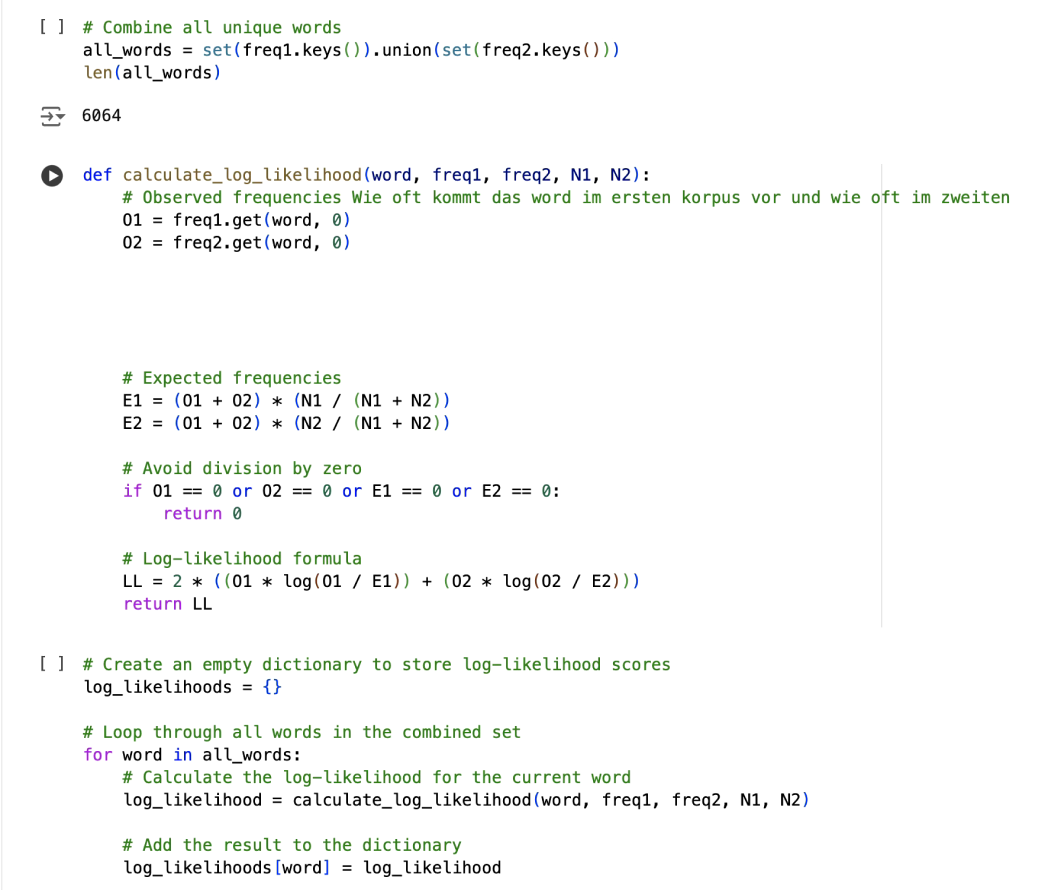 [ ] # Combine all unique words
all_words = set(freq1.keys()).union(set(freq2.keys()))
len(all_words)
6064
def calculate_log_likelihood(word, freq1, freq2, N1, N2):
    # Observed frequencies Wie oft kommt das word im ersten korpus vor und wie oft im zweiten
    O1 = freq1.get(word, 0)
    O2 = freq2.get(word, 0)
    # Expected frequencies
    E1 = (O1 + O2) * (N1 / (N1 + N2))
    E2 = (O1 + O2) * (N2 / (N1 + N2))
    # Avoid division by zero
    if O1 == 0 or O2 == 0 or E1 == 0 or E2 == 0:
        return 0
    # Log-likelihood formula
    LL = 2 * ((O1 * log(O1 / E1)) + (O2 * log(O2 / E2)))
    return LL
[ ] # Create an empty dictionary to store log-likelihood scores
log_likelihoods = {}
# Loop through all words in the combined set
for word in all_words:
    # Calculate the log-likelihood for the current word
    log_likelihood = calculate_log_likelihood(word, freq1, freq2, N1, N2)
    # Add the result to the dictionary
    log_likelihoods[word] = log_likelihood